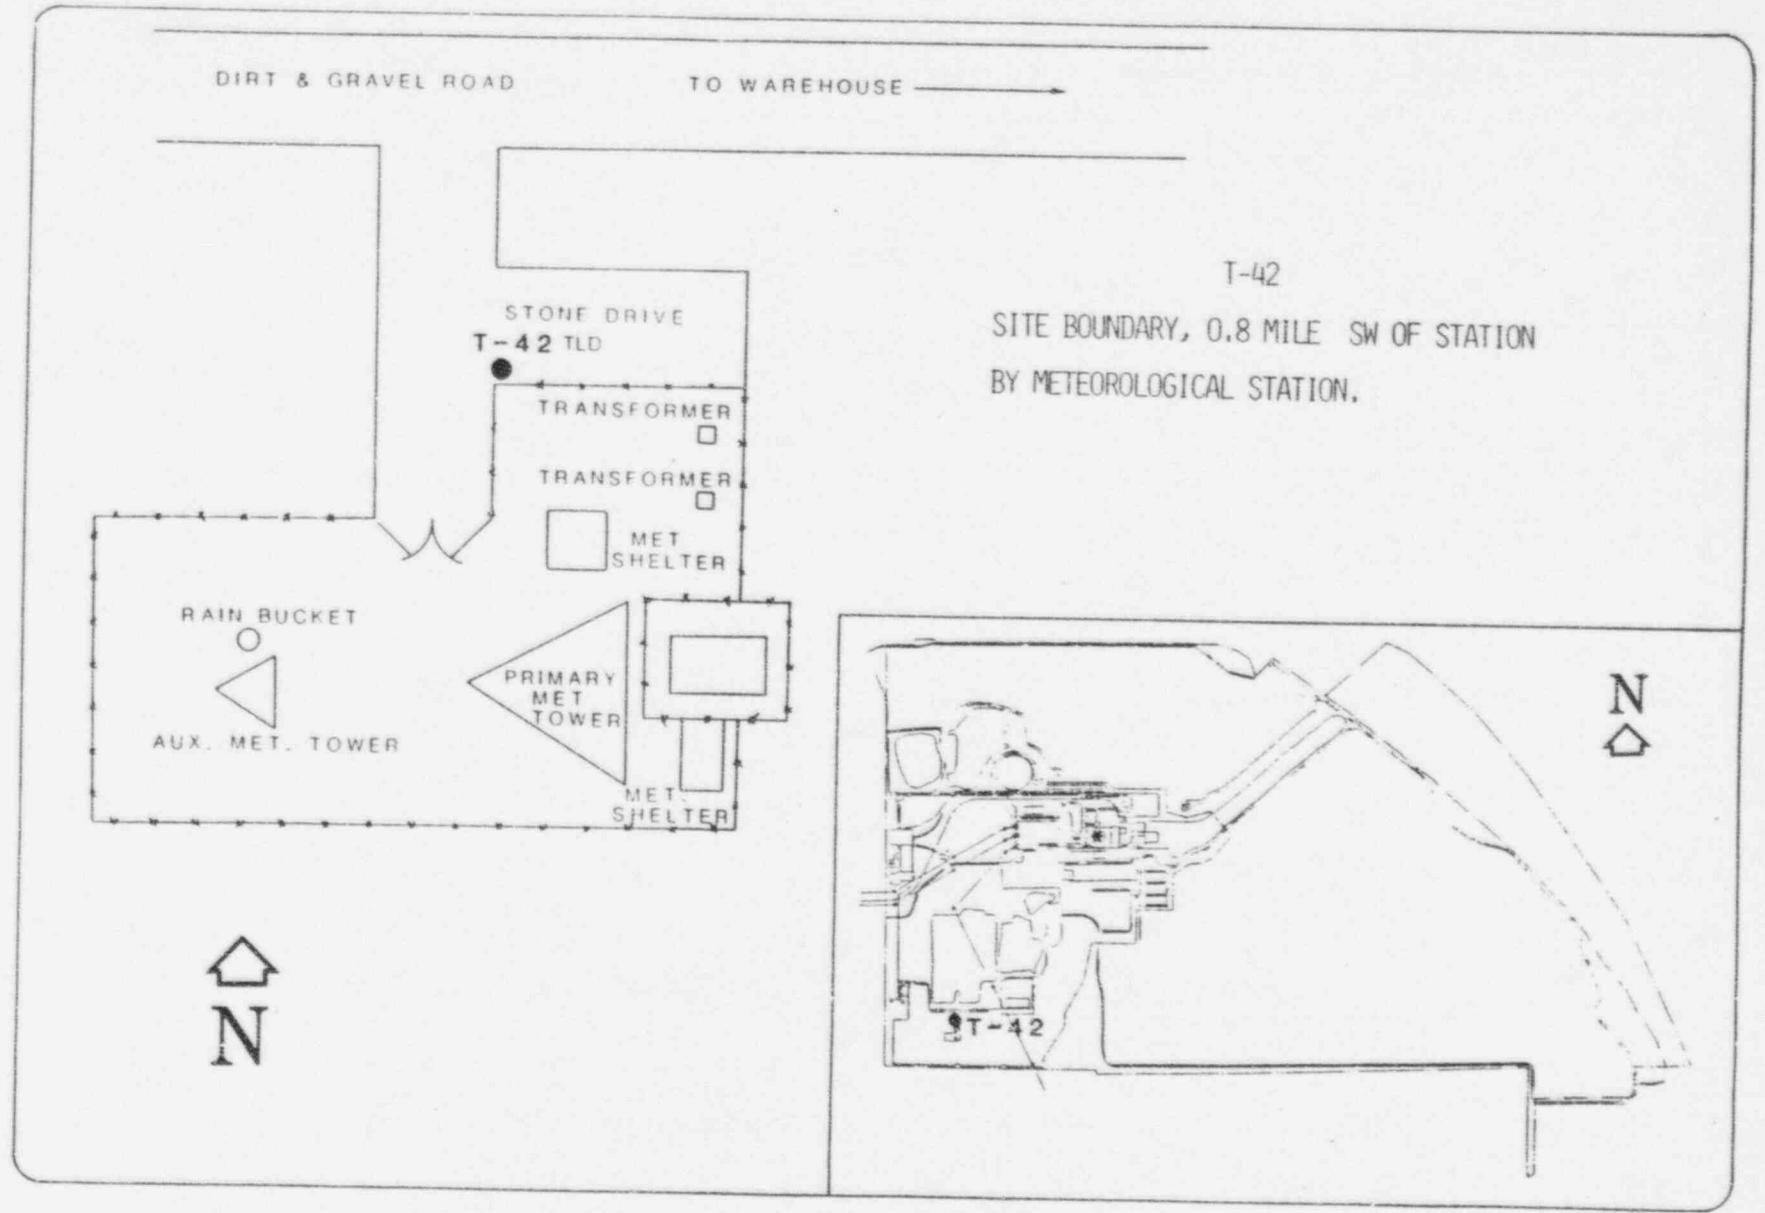 DIRT & GRAVEL ROAD
TO WAREHOUSE
T-42
SITE BOUNDARY, 0.8 MILE SW OF STATION
BY METEOROLOGICAL STATION.
STONE DRIVE
T-42 TLD
TRANSFORMER
TRANSFORMER
MET
SHELTER
RAIN BUCKET
PRIMARY
MET
TOWER
AUX. MET. TOWER
MET.
SHELTER
N
N
T-42